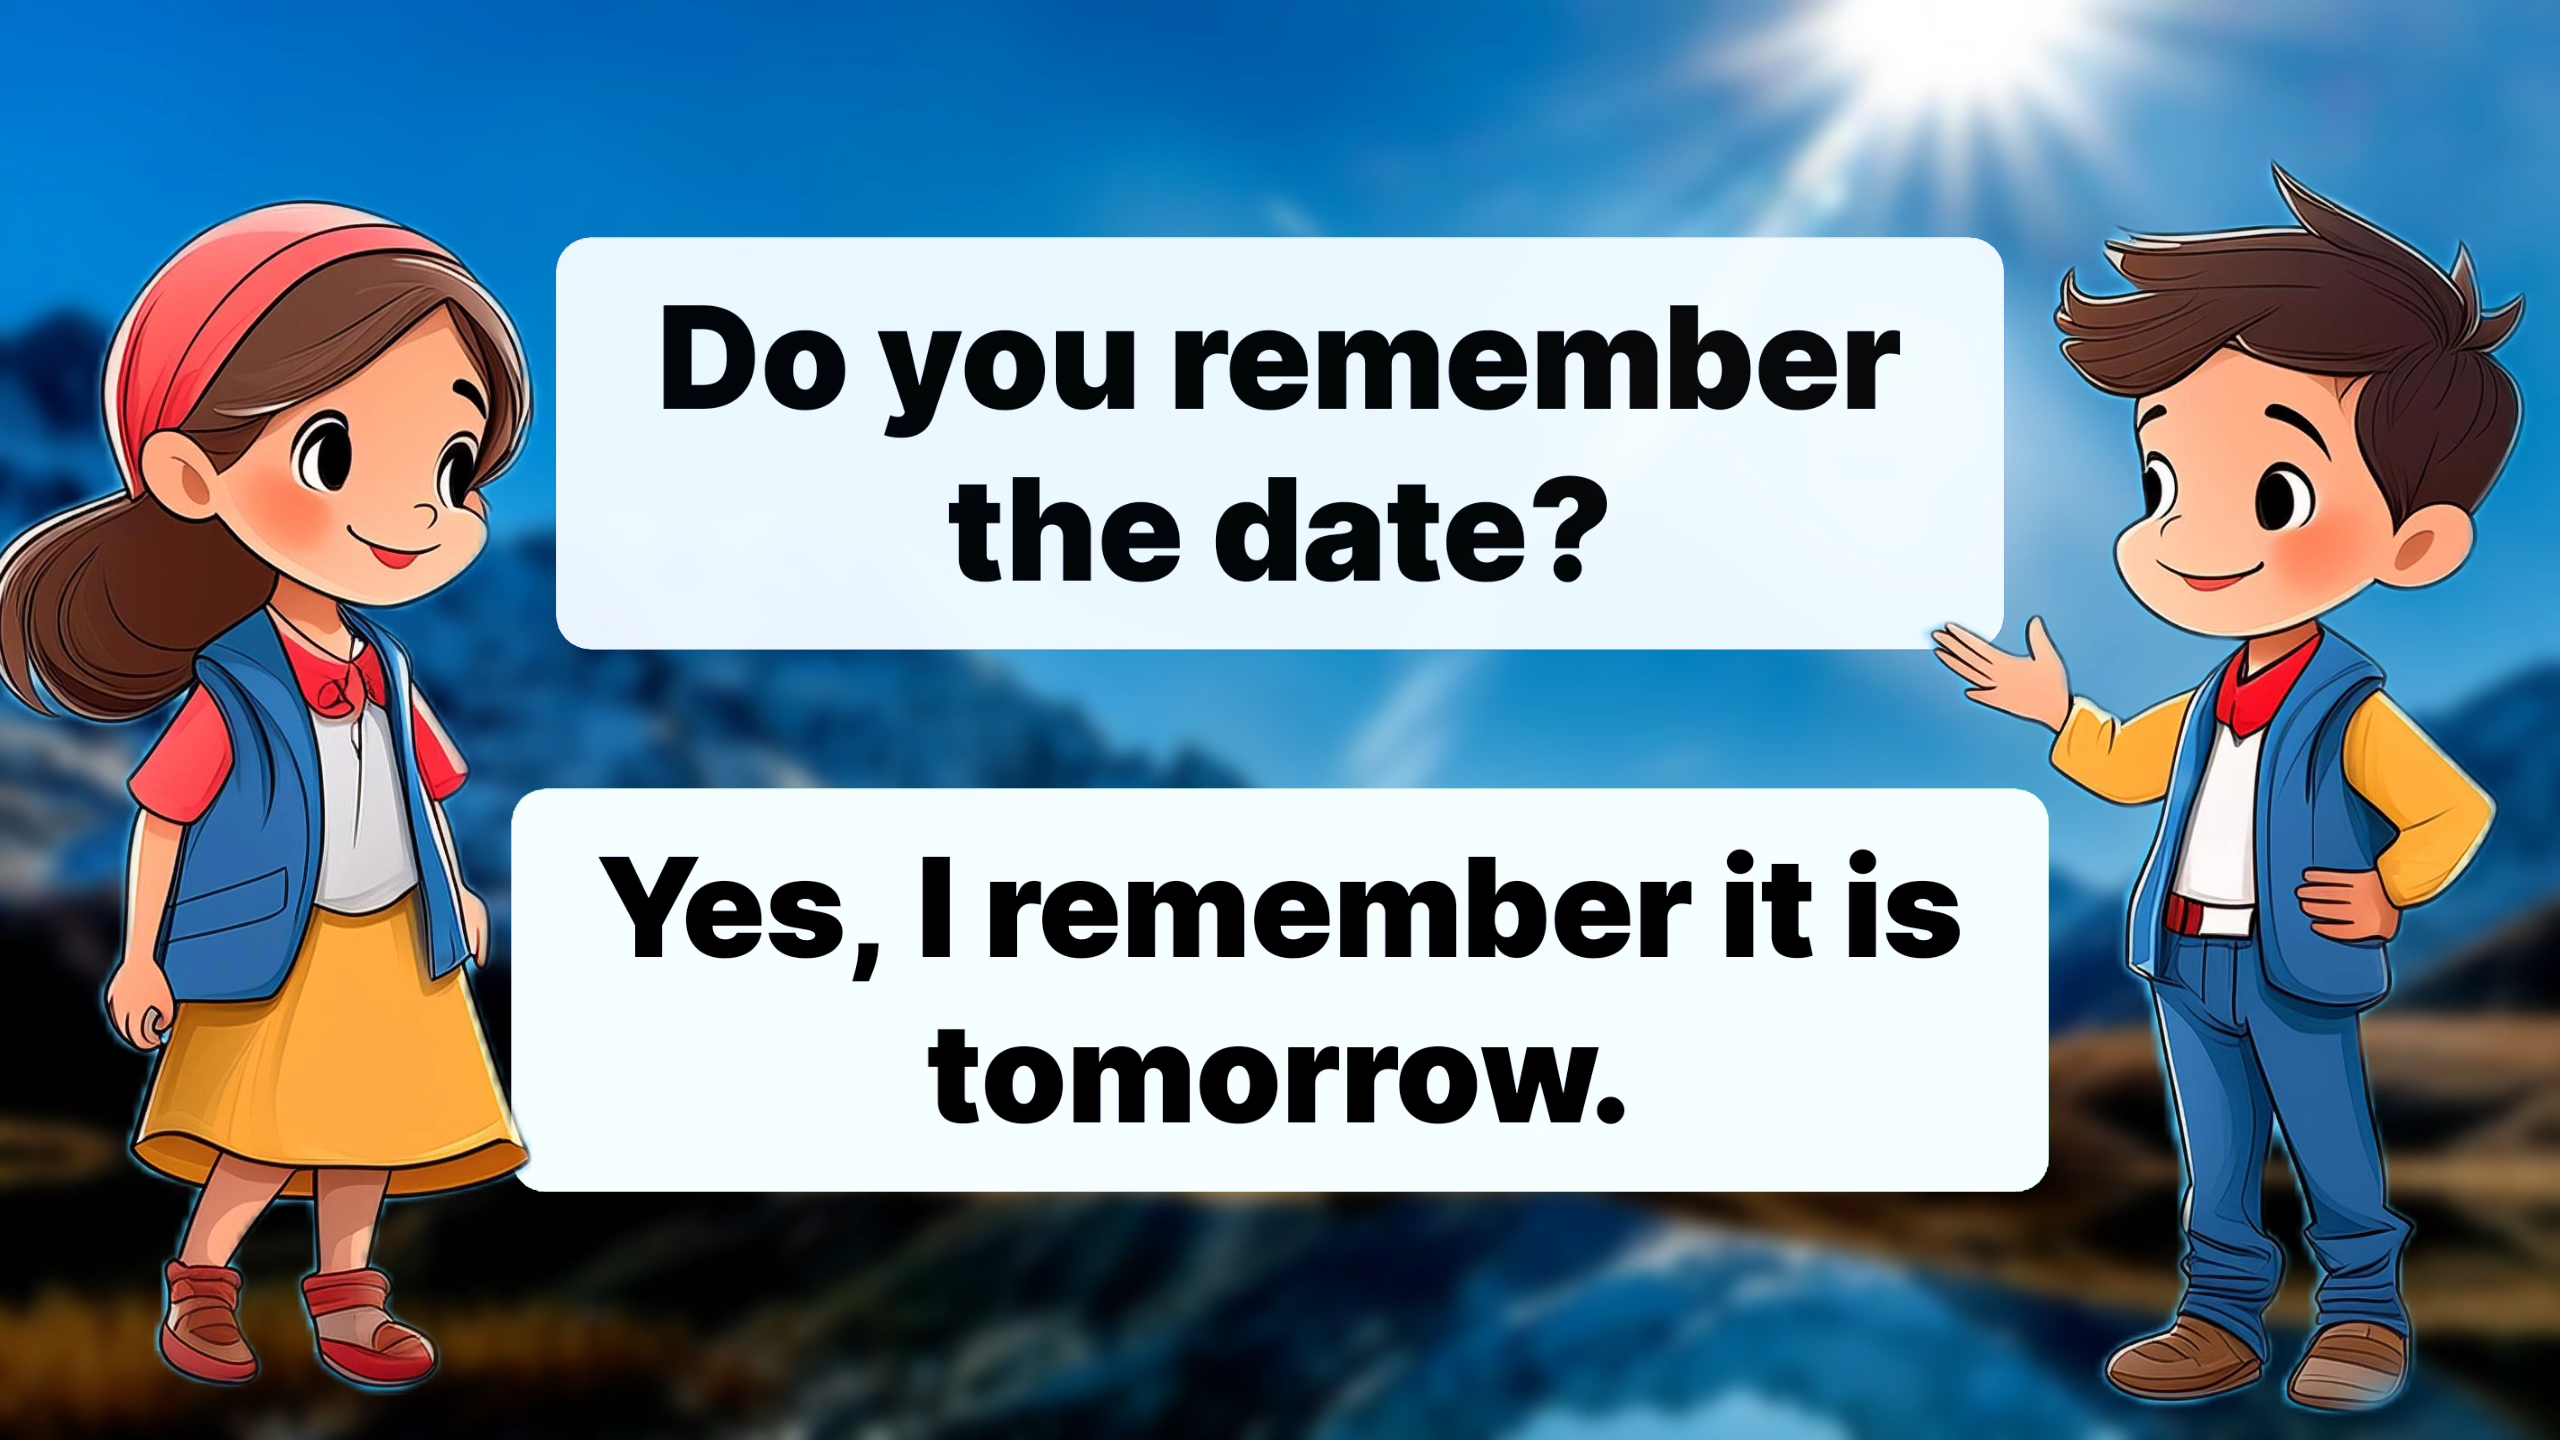 Do you remember
the date?
Yes, I remember it is
tomorrow.